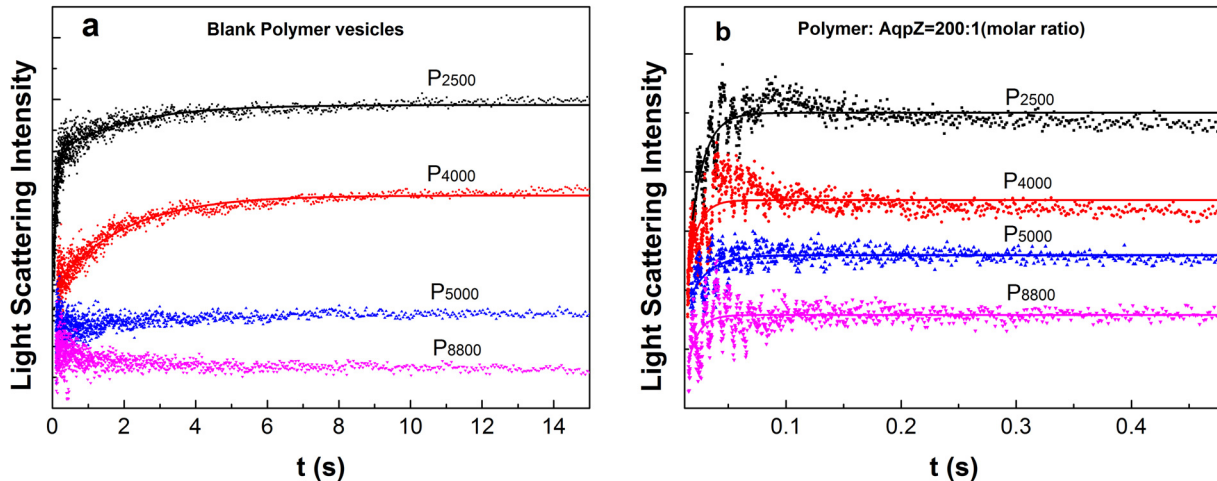 a
Blank Polymer vesicles
P2500
P4000
P5000
P8800
Light Scattering Intensity
0 2 4 6 8 10 12 14
t (s)
b
Polymer: AqpZ=200:1(molar ratio)
P2500
P4000
P5000
P8800
Light Scattering Intensity
0.1 0.2 0.3 0.4
t (s)